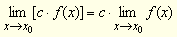 lim [c · f(x)] = c · lim f(x)
x→x₀ x→x₀